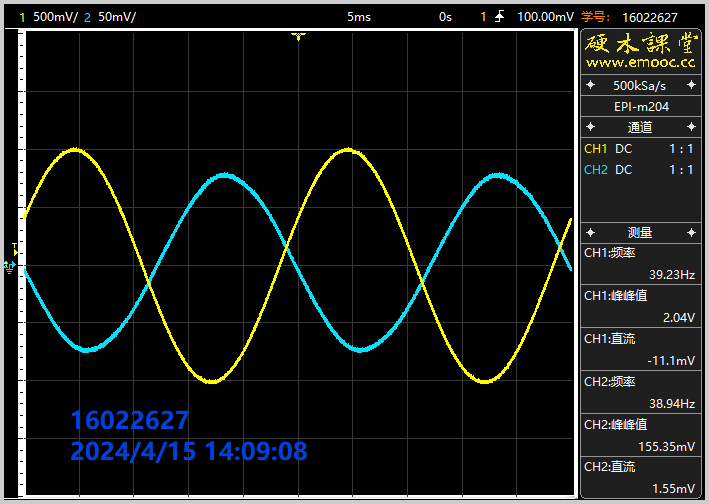 1 500mV/ 2 50mV/ 5ms 0s 1 100.00mV 学号: 16022627
硬木課堂
www.emooc.cc
500kSa/s
EPI-m204
通道
CH1 DC 1 : 1
CH2 DC 1 : 1
测量
CH1:频率
39.23Hz
CH1:峰峰值
2.04V
CH1:直流
-11.1mV
CH2:频率
38.94Hz
CH2:峰峰值
155.35mV
CH2:直流
1.55mV
T
16022627
2024/4/15 14:09:08